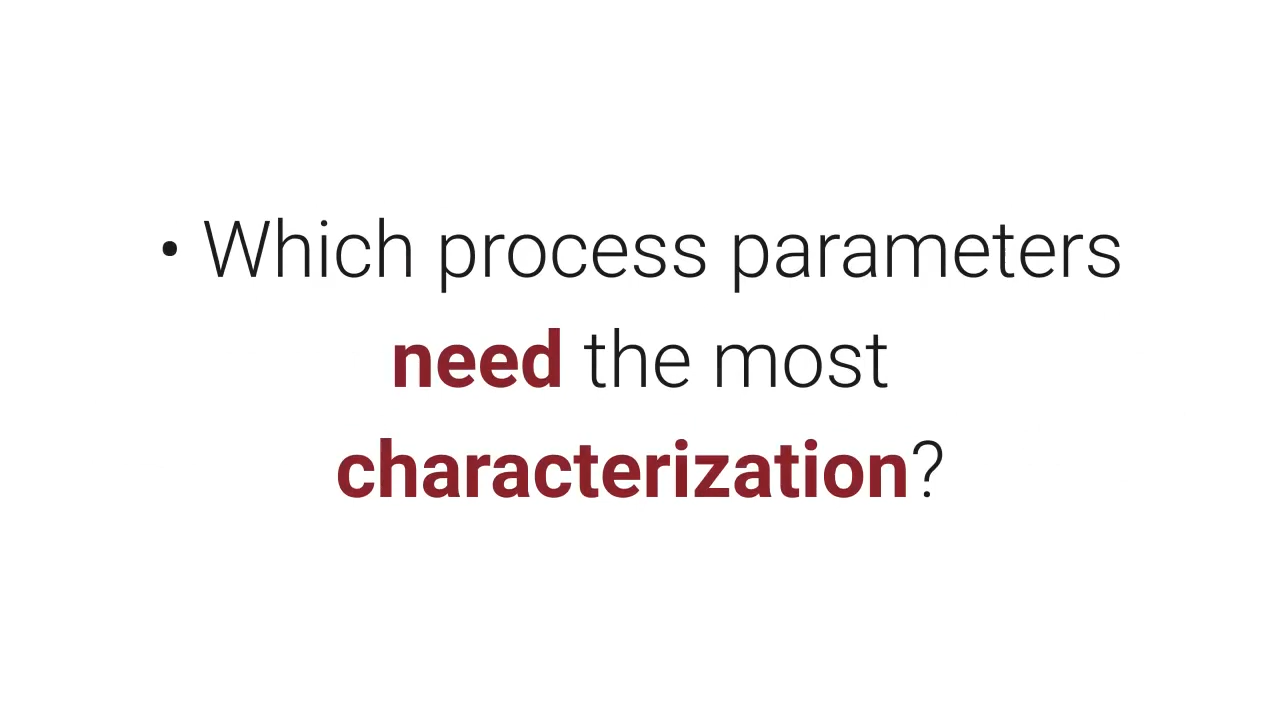 • Which process parameters
need the most
characterization?